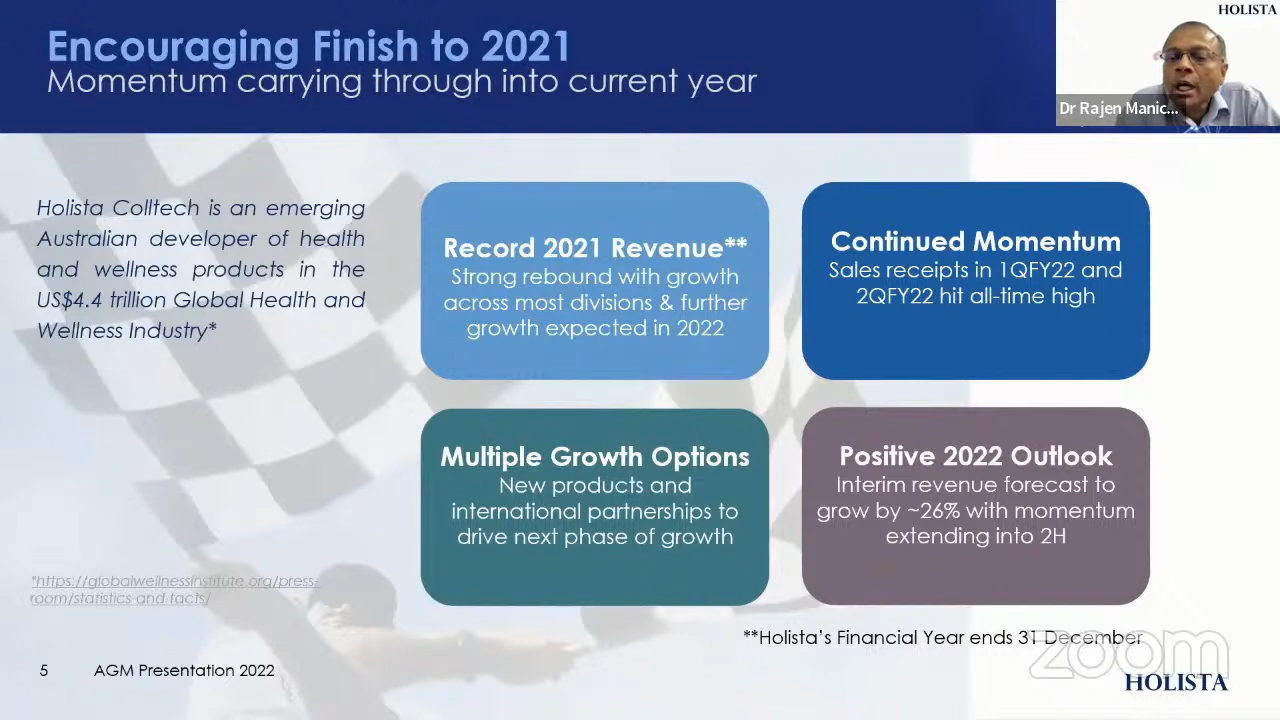 Encouraging Finish to 2021
Momentum carrying through into current year
HOLISTA
Dr Rajen Manic...
Holista Colltech is an emerging
Australian developer of health
and wellness products in the
US$4.4 trillion Global Health and
Wellness Industry*
Record 2021 Revenue**
Strong rebound with growth
across most divisions & further
growth expected in 2022
Continued Momentum
Sales receipts in 1QFY22 and
2QFY22 hit all-time high
Multiple Growth Options
New products and
international partnerships to
drive next phase of growth
Positive 2022 Outlook
Interim revenue forecast to
grow by ~26% with momentum
extending into 2H
*https://globalwellnessinstitute.org/press-
room/statistics-and-facts/
**Holista's Financial Year ends 31 December
zoom
5 AGM Presentation 2022
HOLISTA